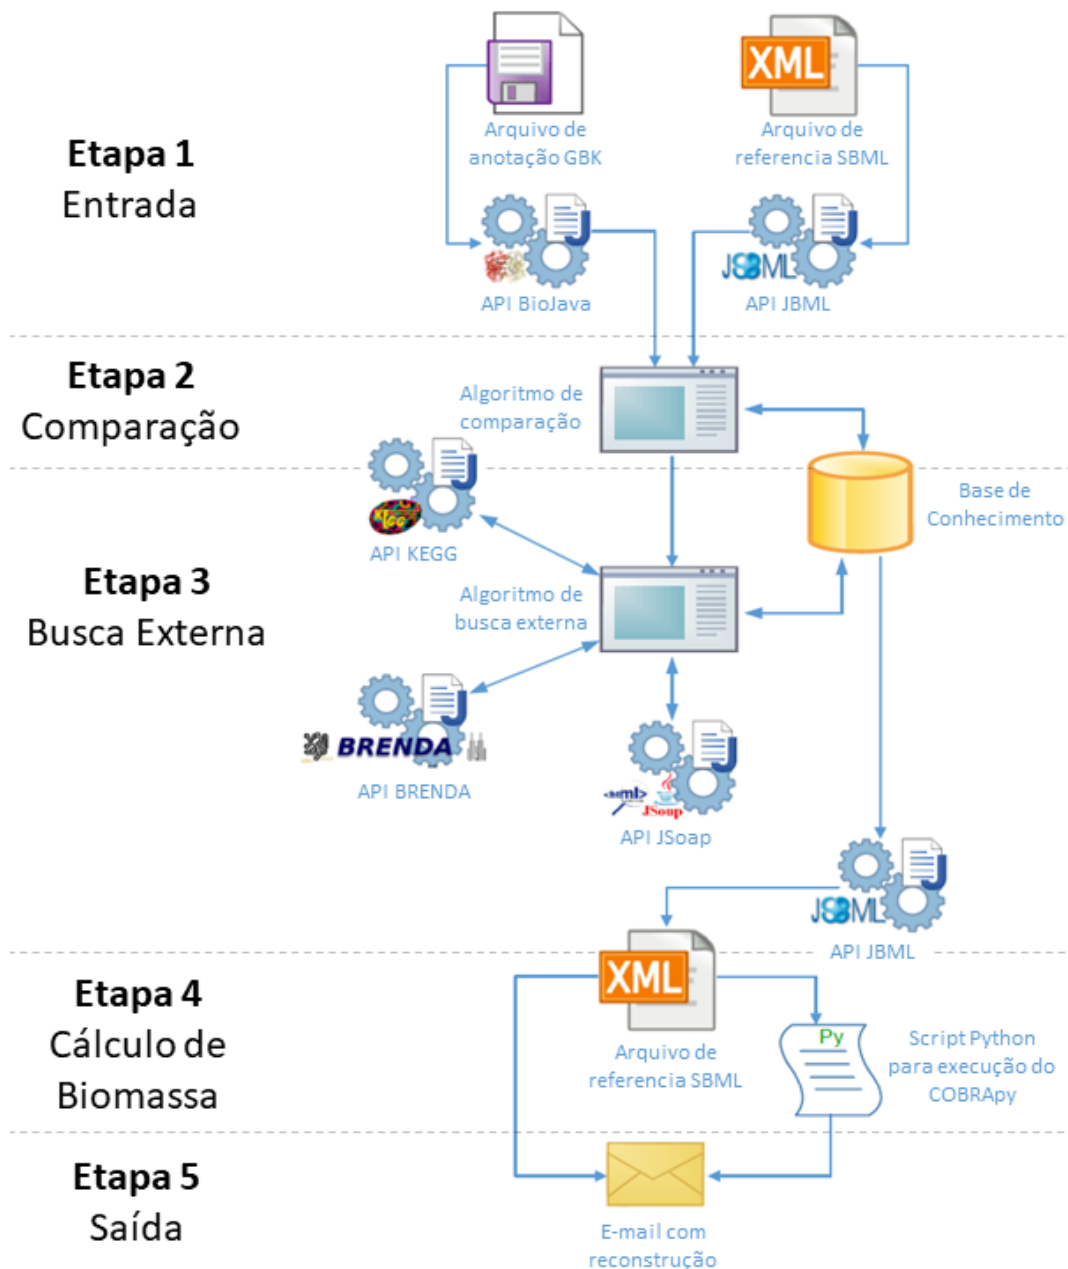 Etapa 1
Entrada
XML
Arquivo de
anotação GBK
Arquivo de
referencia SBML
J
J
JSBML
API BioJava
API JBML
Etapa 2
Comparação
Algoritmo de
comparação
J
KEGG
API KEGG
Base de
Conhecimento
Etapa 3
Busca Externa
Algoritmo de
busca externa
J
BRENDA
API BRENDA
J
<html>
JSoup
API JSoap
J
JSBML
API JBML
Etapa 4
Cálculo de
Biomassa
XML
Arquivo de
referencia SBML
Py
Script Python
para execução do
COBRApy
Etapa 5
Saída
E-mail com
reconstrução